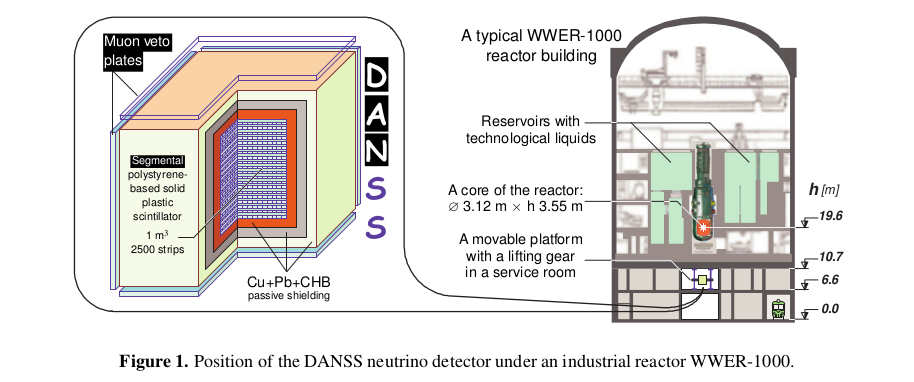 Muon veto
plates
Segmental
polystyrene-
based solid
plastic
scintillator
1 m³
2500 strips
Cu+Pb+CHB
passive shielding
D
A
N
S
S
A typical WWER-1000
reactor building
Reservoirs with
technological liquids
A core of the reactor:
∅ 3.12 m × h 3.55 m
A movable platform
with a lifting gear
in a service room
h [m]
19.6
10.7
6.6
0.0
Figure 1. Position of the DANSS neutrino detector under an industrial reactor WWER-1000.